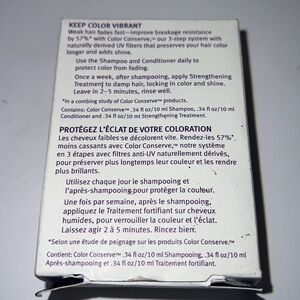 KEEP COLOR VIBRANT
Weak hair fades fast—improve breakage resistance
by 57%* with Color Conserve,™ our 3-step system with
naturally derived UV filters that preserves your hair color
longer and adds shine.
Use the Shampoo and Conditioner daily to
protect color from fading.
Once a week, after shampooing, apply Strengthening
Treatment to damp hair, locking in color and shine.
Leave in 2–5 minutes, rinse well.
*In a combing study of Color Conserve™ products.
Contains: Color Conserve™ Shampoo, .34 fl oz/10 ml
Conditioner and .34 fl oz/10 ml Strengthening Treatment.
PROTÉGEZ L'ÉCLAT DE VOTRE COLORATION
Les cheveux faibles se décolorent vite. Rendez-les 57%*
moins cassants avec Color Conserve,™ notre système
en 3 étapes avec filtres anti-UV naturellement dérivés,
pour préserver plus longtemps leur couleur et les rendre
plus brillants.
Utilisez chaque jour le shampooing et
l'après-shampooing pour protéger la couleur.
Une fois par semaine, après le shampooing,
appliquez le Traitement fortifiant sur cheveux
humides, pour verrouiller la couleur et l'éclat.
Laissez agir 2 à 5 minutes. Rincez bien.
*Selon une étude de peignage sur les produits Color Conserve.™
Contient: Color Conserve™ .34 fl oz/10 ml Shampooing, .34 fl oz/10 ml
Après-shampooing et .34 fl oz/10 ml Traitement fortifiant.